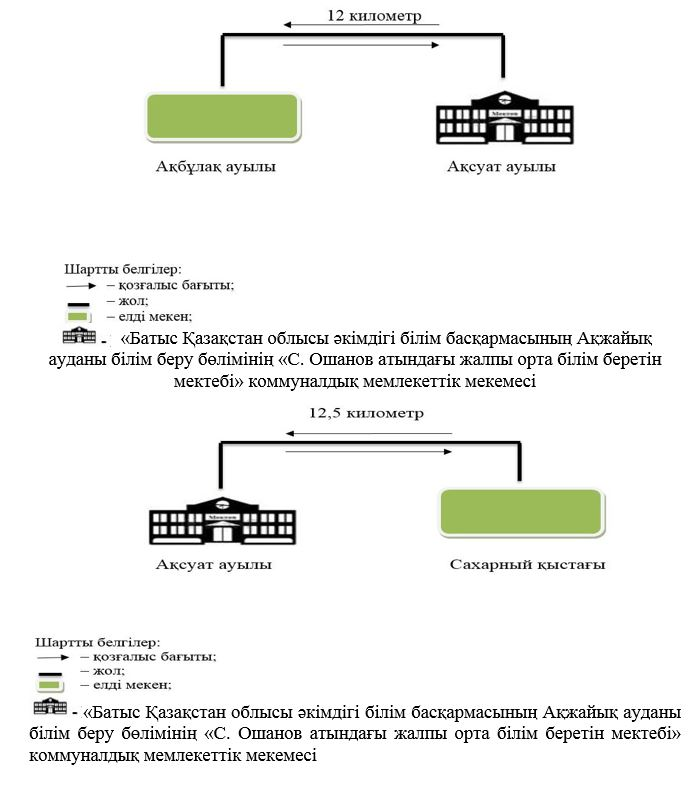 12 километр
Мектеп
Ақбұлақ ауылы
Ақсуат ауылы
Шартты белгілер:
– қозғалыс бағыты;
– жол;
– елді мекен;
- «Батыс Қазақстан облысы әкімдігі білім басқармасының Ақжайық
ауданы білім беру бөлімінің «С. Ошанов атындағы жалпы орта білім беретін
мектебі» коммуналдық мемлекеттік мекемесі
12,5 километр
Мектеп
Ақсуат ауылы
Сахарный қыстағы
Шартты белгілер:
– қозғалыс бағыты;
– жол;
– елді мекен;
- «Батыс Қазақстан облысы әкімдігі білім басқармасының Ақжайық ауданы
білім беру бөлімінің «С. Ошанов атындағы жалпы орта білім беретін мектебі»
коммуналдық мемлекеттік мекемесі